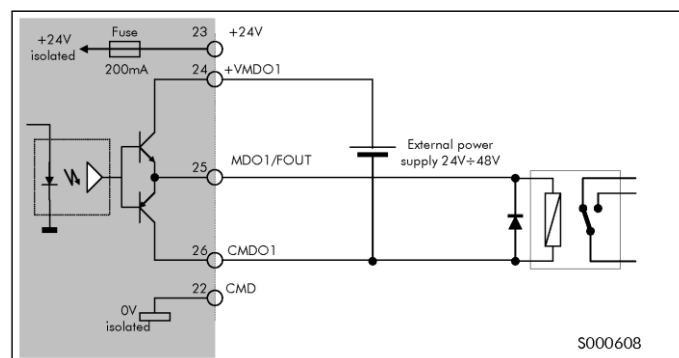 +24V
isolated
Fuse
200mA
23
+24V
24
+VMDO1
External power
supply 24V÷48V
25
MDO1/FOUT
26
CMDO1
22
CMD
0V
isolated
S000608